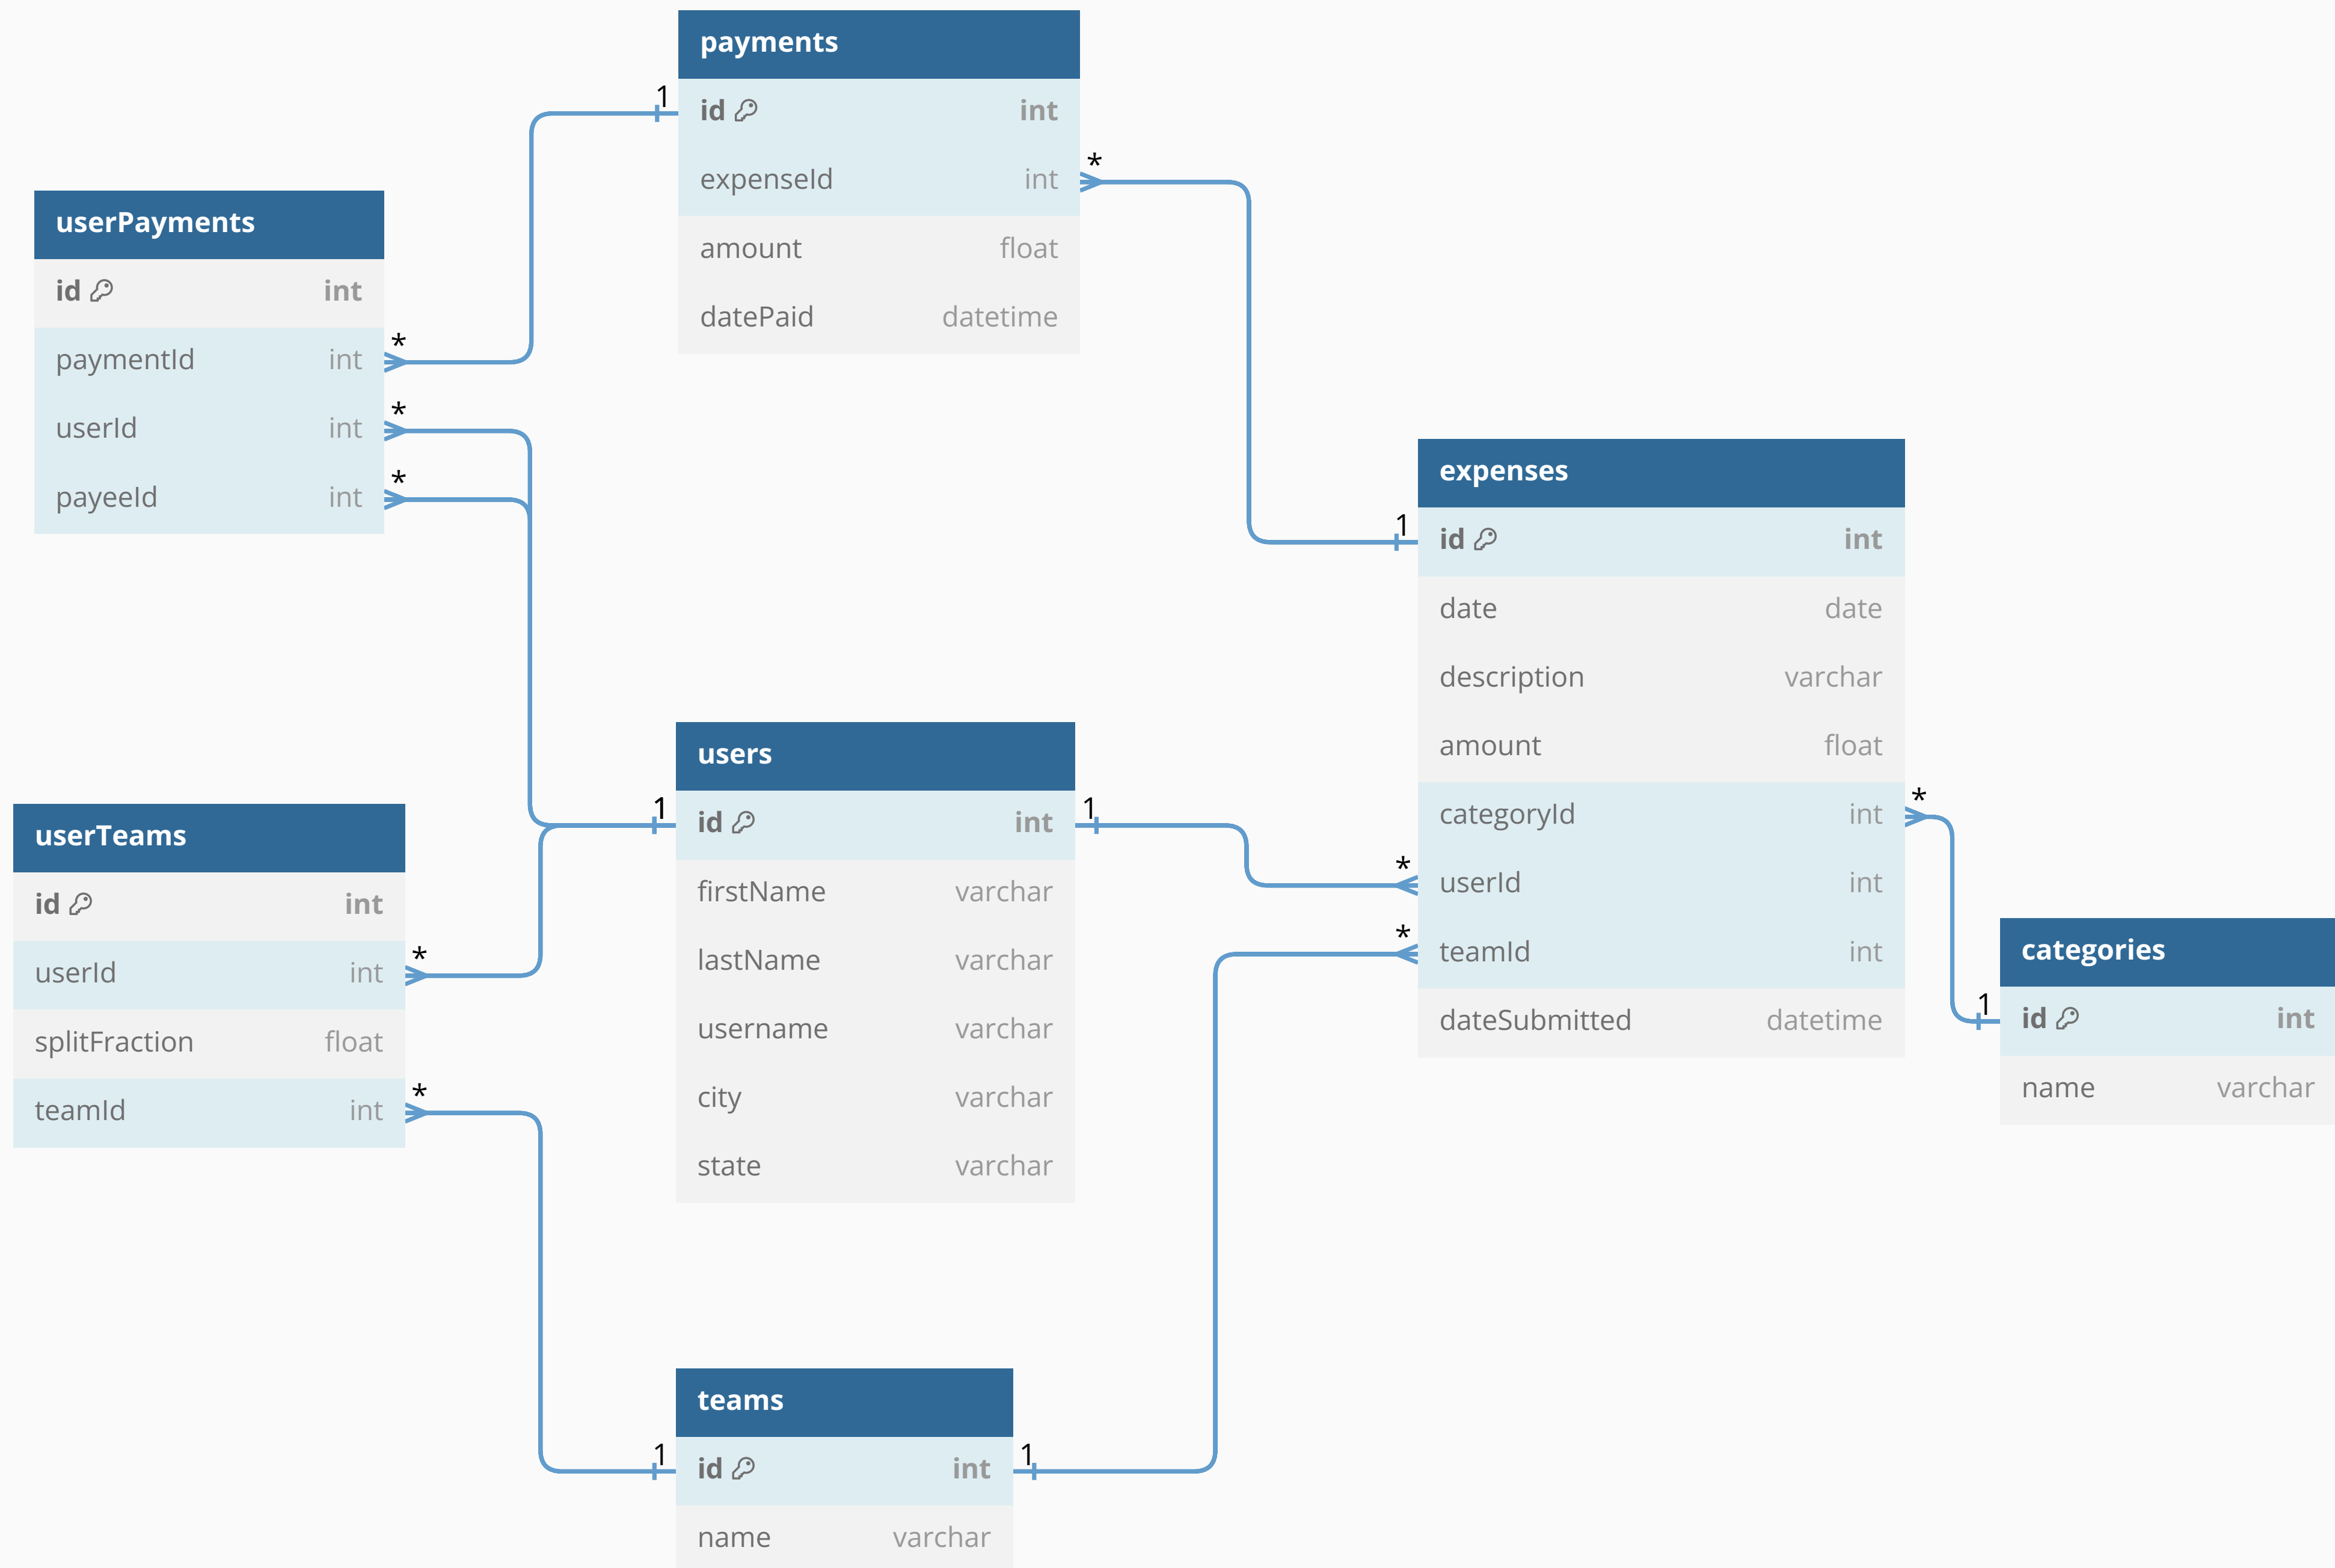 payments
id int
expenseId int
amount float
datePaid datetime
1
*
userPayments
id int
paymentId int
userId int
payeeId int
*
*
*
expenses
id int
date date
description varchar
amount float
categoryId int
userId int
teamId int
dateSubmitted datetime
1
*
*
*
users
id int
firstName varchar
lastName varchar
username varchar
city varchar
state varchar
1
1
userTeams
id int
userId int
splitFraction float
teamId int
*
*
categories
id int
name varchar
1
teams
id int
name varchar
1
1